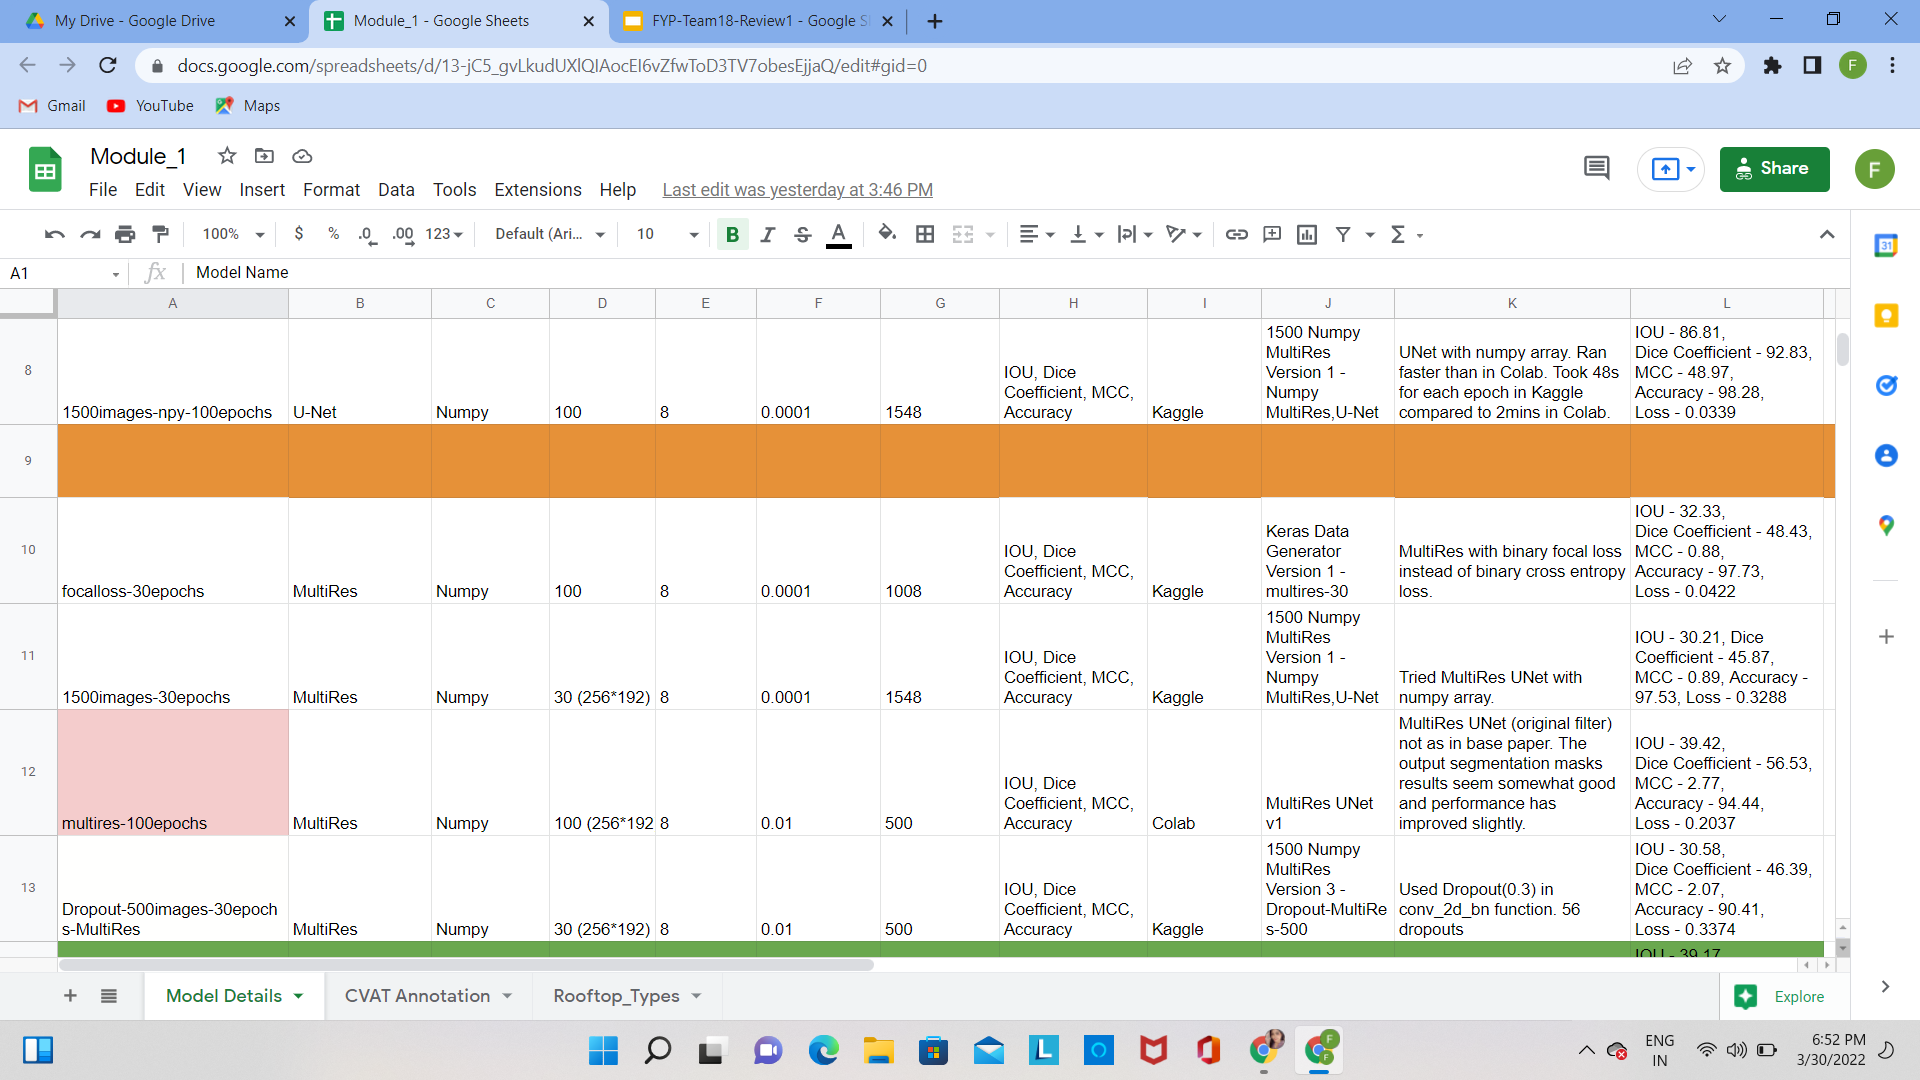 My Drive - Google Drive
Module_1 - Google Sheets
FYP-Team18-Review1 - Google Sl
docs.google.com/spreadsheets/d/13-jC5_gvLkudUXlQIAocEI6vZfwToD3TV7obesEjjaQ/edit#gid=0
F
Gmail
YouTube
Maps
Module_1
File Edit View Insert Format Data Tools Extensions Help Last edit was yesterday at 3:46 PM
Share
F
100%
$ % .0 .00 123
Default (Ari...
10
B I S A
Σ
31
A1
fx
Model Name
A B C D E F G H I J K L
8
1500images-npy-100epochs
U-Net
Numpy
100
8
0.0001
1548
IOU, Dice
Coefficient, MCC,
Accuracy
Kaggle
1500 Numpy
MultiRes
Version 1 -
Numpy
MultiRes,U-Net
UNet with numpy array. Ran
faster than in Colab. Took 48s
for each epoch in Kaggle
compared to 2mins in Colab.
IOU - 86.81,
Dice Coefficient - 92.83,
MCC - 48.97,
Accuracy - 98.28,
Loss - 0.0339
9
10
focalloss-30epochs
MultiRes
Numpy
100
8
0.0001
1008
IOU, Dice
Coefficient, MCC,
Accuracy
Kaggle
Keras Data
Generator
Version 1 -
multires-30
MultiRes with binary focal loss
instead of binary cross entropy
loss.
IOU - 32.33,
Dice Coefficient - 48.43,
MCC - 0.88,
Accuracy - 97.73,
Loss - 0.0422
11
1500images-30epochs
MultiRes
Numpy
30 (256*192)
8
0.0001
1548
IOU, Dice
Coefficient, MCC,
Accuracy
Kaggle
1500 Numpy
MultiRes
Version 1 -
Numpy
MultiRes,U-Net
Tried MultiRes UNet with
numpy array.
IOU - 30.21, Dice
Coefficient - 45.87,
MCC - 0.89, Accuracy -
97.53, Loss - 0.3288
12
multires-100epochs
MultiRes
Numpy
100 (256*192
8
0.01
500
IOU, Dice
Coefficient, MCC,
Accuracy
Colab
MultiRes UNet
v1
MultiRes UNet (original filter)
not as in base paper. The
output segmentation masks
results seem somewhat good
and performance has
improved slightly.
IOU - 39.42,
Dice Coefficient - 56.53,
MCC - 2.77,
Accuracy - 94.44,
Loss - 0.2037
13
Dropout-500images-30epoch
s-MultiRes
MultiRes
Numpy
30 (256*192)
8
0.01
500
IOU, Dice
Coefficient, MCC,
Accuracy
Kaggle
1500 Numpy
MultiRes
Version 3 -
Dropout-MultiRe
s-500
Used Dropout(0.3) in
conv_2d_bn function. 56
dropouts
IOU - 30.58,
Dice Coefficient - 46.39,
MCC - 2.07,
Accuracy - 90.41,
Loss - 0.3374
IOU - 39.17
Model Details
CVAT Annotation
Rooftop_Types
Explore
L
F
F
ENG
IN
6:52 PM
3/30/2022